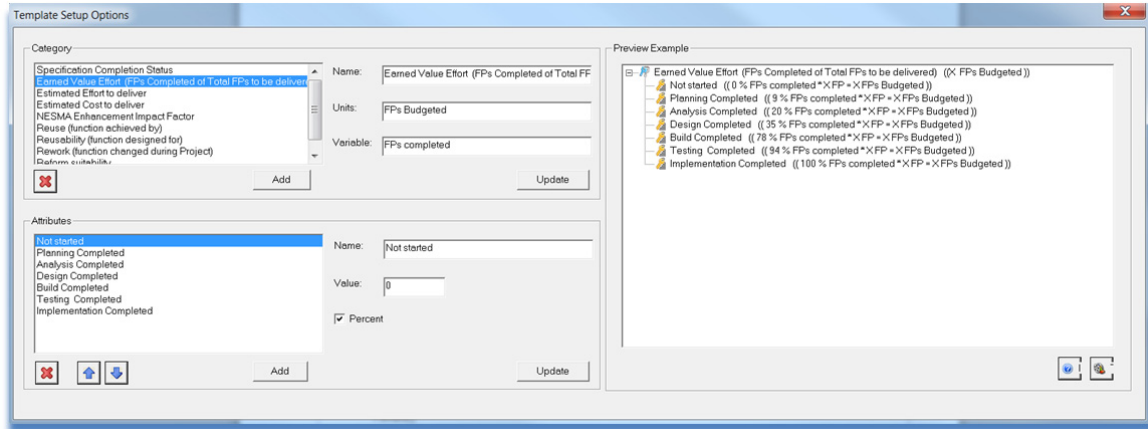 Template Setup Options
Category
Specification Completion Status
Earned Value Effort (FPs Completed of Total FPs to be deliver
Estimated Effort to deliver
Estimated Cost to deliver
NESMA Enhancement Impact Factor
Reuse (function achieved by)
Reusability (function designed for)
Rework (function changed during Project)
Reform suitability
Add
Name:
Earned Value Effort (FPs Completed of Total FF
Units:
FPs Budgeted
Variable:
FPs completed
Update
Attributes
Not started
Planning Completed
Analysis Completed
Design Completed
Build Completed
Testing Completed
Implementation Completed
Add
Name:
Not started
Value:
0
Percent
Update
Preview Example
Earned Value Effort (FPs Completed of Total FPs to be delivered) ((X FPs Budgeted ))
Not started (( 0 % FPs completed * X FP = X FPs Budgeted ))
Planning Completed (( 9 % FPs completed * X FP = X FPs Budgeted ))
Analysis Completed (( 20 % FPs completed * X FP = X FPs Budgeted ))
Design Completed (( 35 % FPs completed * X FP = X FPs Budgeted ))
Build Completed (( 78 % FPs completed * X FP = X FPs Budgeted ))
Testing Completed (( 94 % FPs completed * X FP = X FPs Budgeted ))
Implementation Completed (( 100 % FPs completed * X FP = X FPs Budgeted ))